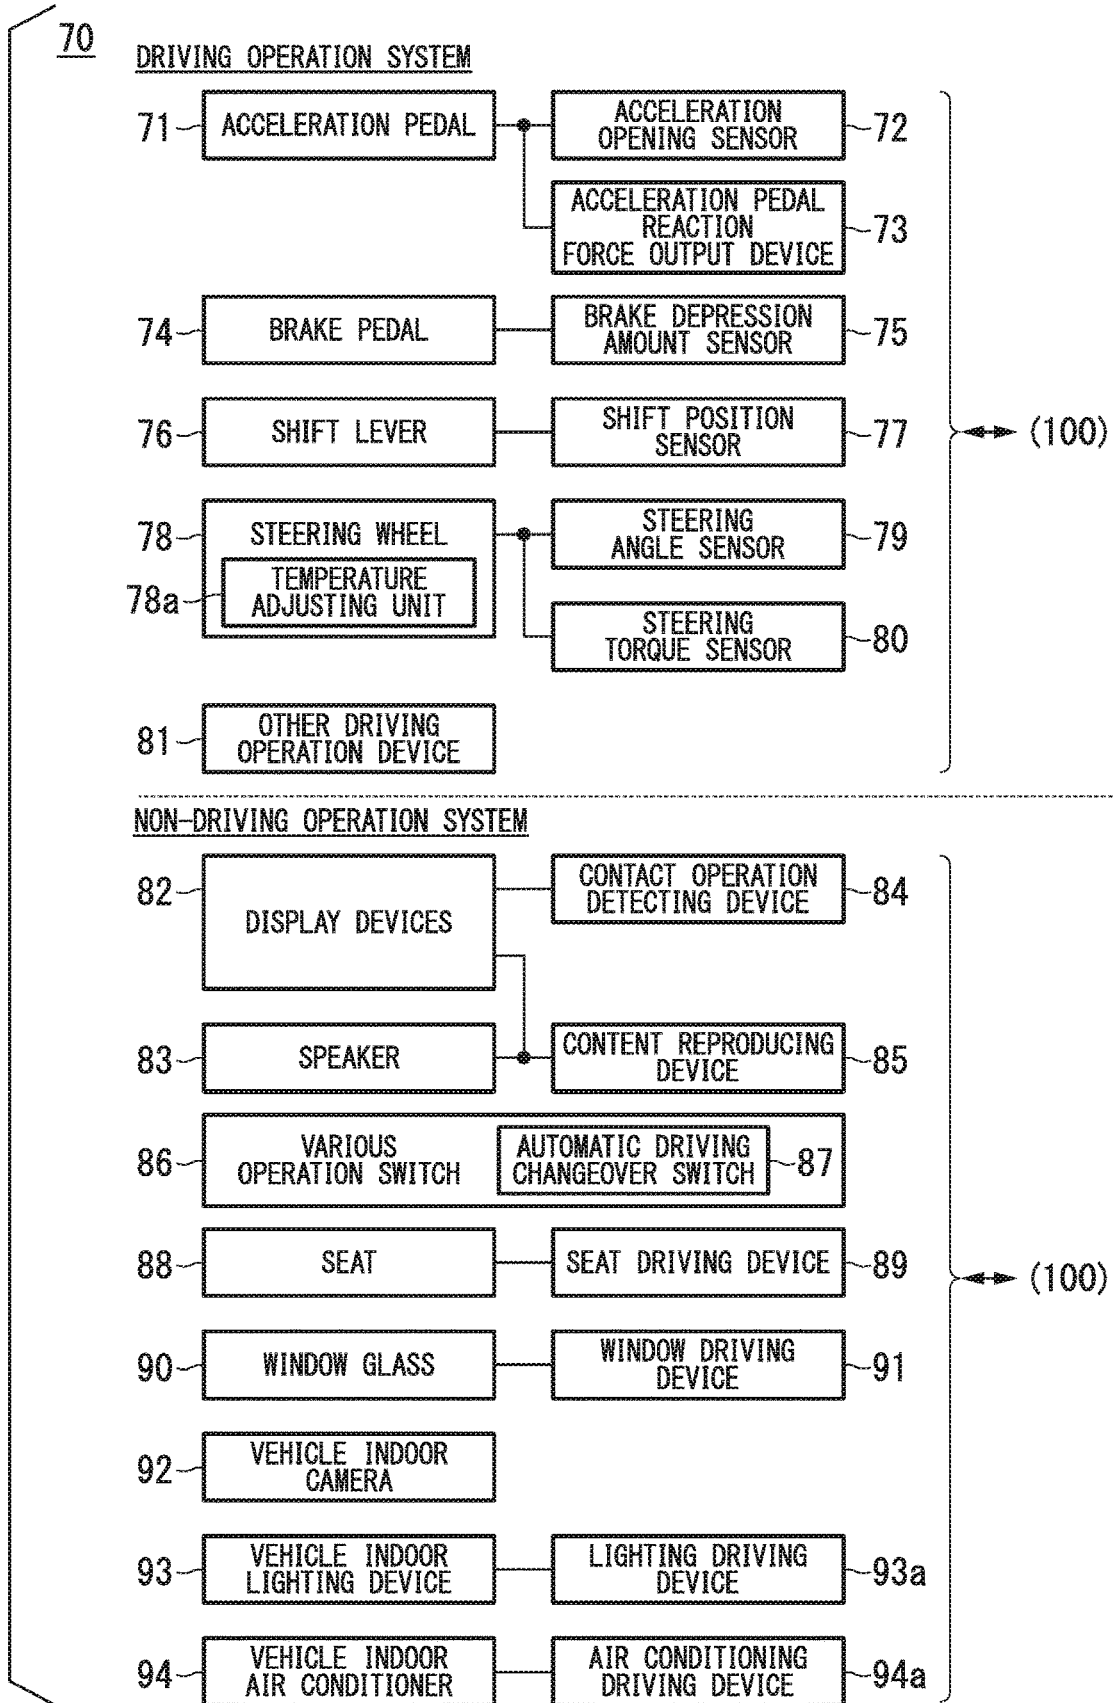 70
DRIVING OPERATION SYSTEM
71
ACCELERATION PEDAL
ACCELERATION
OPENING SENSOR
72
ACCELERATION PEDAL
REACTION
FORCE OUTPUT DEVICE
73
74
BRAKE PEDAL
BRAKE DEPRESSION
AMOUNT SENSOR
75
76
SHIFT LEVER
SHIFT POSITION
SENSOR
77
(100)
78
STEERING WHEEL
STEERING
ANGLE SENSOR
79
78a
TEMPERATURE
ADJUSTING UNIT
STEERING
TORQUE SENSOR
80
81
OTHER DRIVING
OPERATION DEVICE
NON-DRIVING OPERATION SYSTEM
82
DISPLAY DEVICES
CONTACT OPERATION
DETECTING DEVICE
84
83
SPEAKER
CONTENT REPRODUCING
DEVICE
85
86
VARIOUS
OPERATION SWITCH
AUTOMATIC DRIVING
CHANGEOVER SWITCH
87
88
SEAT
SEAT DRIVING DEVICE
89
(100)
90
WINDOW GLASS
WINDOW DRIVING
DEVICE
91
92
VEHICLE INDOOR
CAMERA
93
VEHICLE INDOOR
LIGHTING DEVICE
LIGHTING DRIVING
DEVICE
93a
94
VEHICLE INDOOR
AIR CONDITIONER
AIR CONDITIONING
DRIVING DEVICE
94a